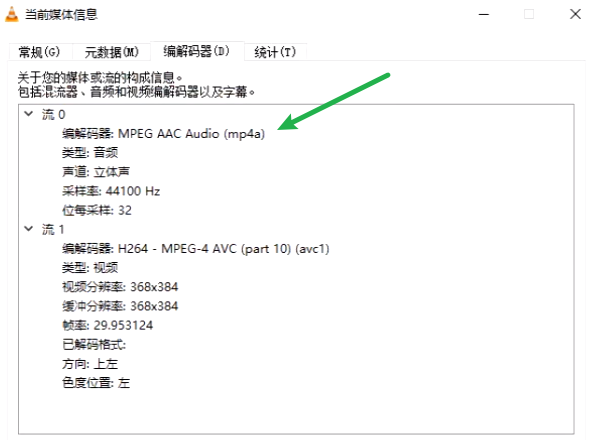 当前媒体信息
常规(G) 元数据(M) 编解码器(D) 统计(T)
关于您的媒体或流的构成信息。
包括混流器、音频和视频编解码器以及字幕。
流 0
编解码器: MPEG AAC Audio (mp4a)
类型: 音频
声道: 立体声
采样率: 44100 Hz
位每采样: 32
流 1
编解码器: H264 - MPEG-4 AVC (part 10) (avc1)
类型: 视频
视频分辨率: 368x384
缓冲分辨率: 368x384
帧率: 29.953124
已解码格式:
方向: 上左
色度位置: 左